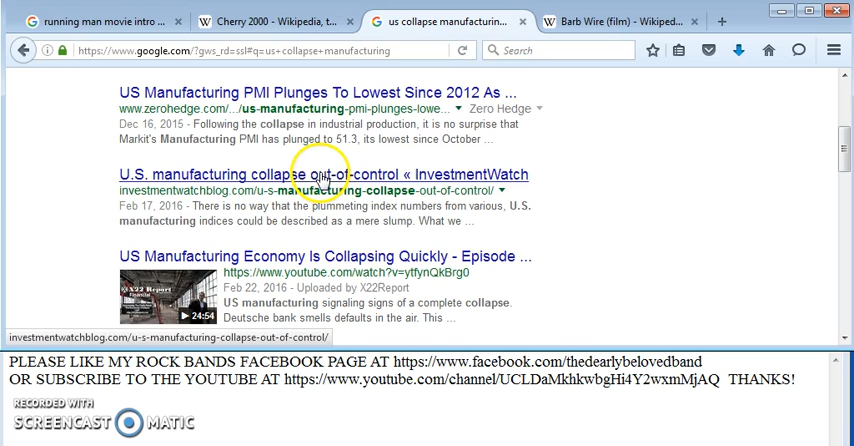 running man movie intro ...
Cherry 2000 - Wikipedia, t...
us collapse manufacturin...
Barb Wire (film) - Wikiped...
https://www.google.com/?gws_rd=ssl#q=us+collapse+manufacturing
Search
US Manufacturing PMI Plunges To Lowest Since 2012 As ...
www.zerohedge.com/.../us-manufacturing-pmi-plunges-lowe... Zero Hedge
Dec 16, 2015 - Following the collapse in industrial production, it is no surprise that
Markit's Manufacturing PMI has plunged to 51.3, its lowest since October ...
U.S. manufacturing collapse out-of-control « InvestmentWatch
investmentwatchblog.com/u-s-manufacturing-collapse-out-of-control/
Feb 17, 2016 - There is no way that the plummeting index numbers from various, U.S.
manufacturing indices could be described as a mere slump. What we ...
US Manufacturing Economy Is Collapsing Quickly - Episode ...
https://www.youtube.com/watch?v=ytfynQkBrg0
Feb 22, 2016 - Uploaded by X22Report
US manufacturing signaling signs of a complete collapse.
Deutsche bank smells defaults in the air. This ...
X22 Report
Financial
24:54
investmentwatchblog.com/u-s-manufacturing-collapse-out-of-control/
PLEASE LIKE MY ROCK BANDS FACEBOOK PAGE AT https://www.facebook.com/thedearlybelovedband
OR SUBSCRIBE TO THE YOUTUBE AT https://www.youtube.com/channel/UCLDaMkhkwbgHi4Y2wxmMjAQ THANKS!
RECORDED WITH
SCREENCAST MATIC